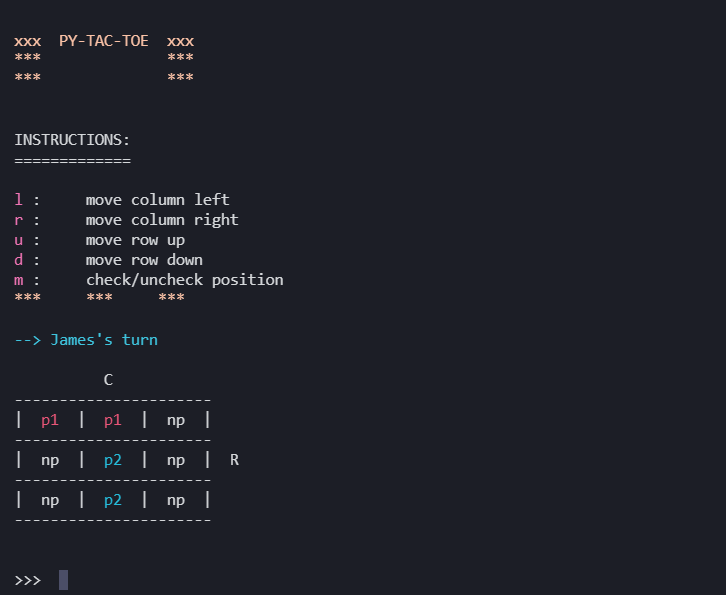 xxx  PY-TAC-TOE  xxx
***              ***
***              ***
INSTRUCTIONS:
=============
l :     move column left
r :     move column right
u :     move row up
d :     move row down
m :     check/uncheck position
***     ***     ***
--> James's turn
          C
----------------------
|  p1  |  p1  |  np  |
----------------------
|  np  |  p2  |  np  |  R
----------------------
|  np  |  p2  |  np  |
----------------------
>>>